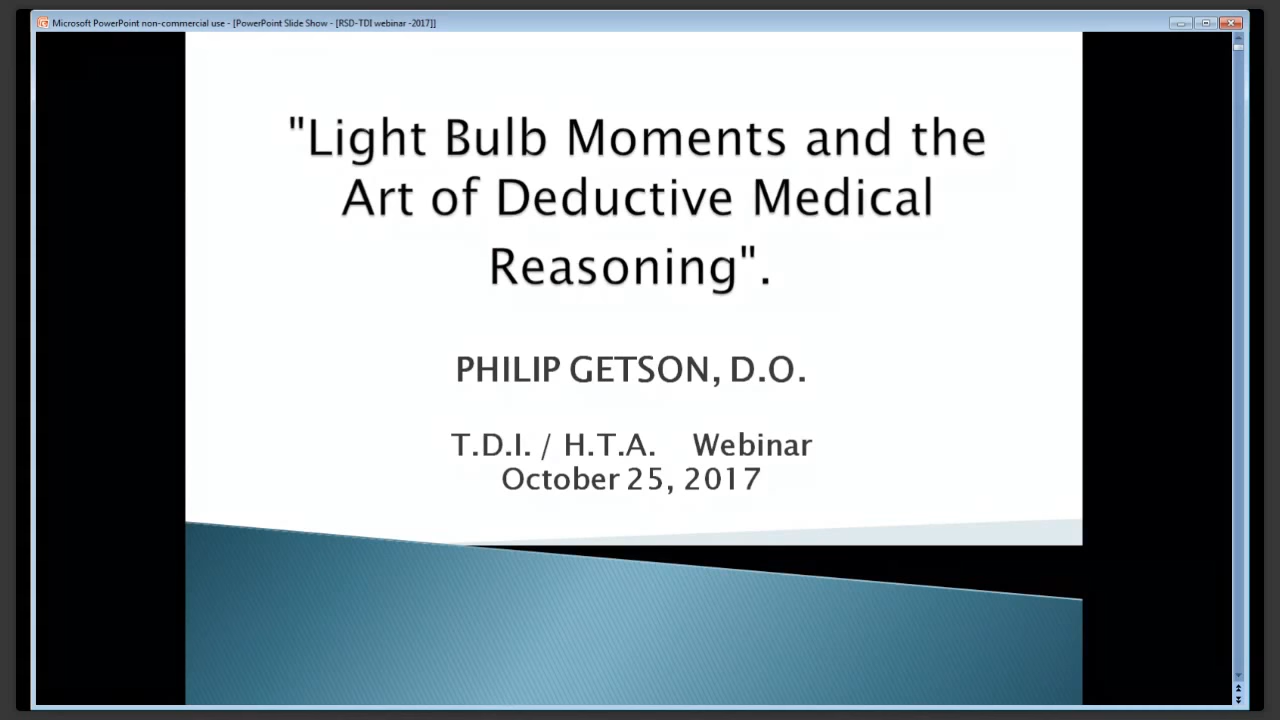 Microsoft PowerPoint non-commercial use - [PowerPoint Slide Show - [RSD-TDI webinar -2017]]
"Light Bulb Moments and the
Art of Deductive Medical
Reasoning".
PHILIP GETSON, D.O.
T.D.I. / H.T.A. Webinar
October 25, 2017